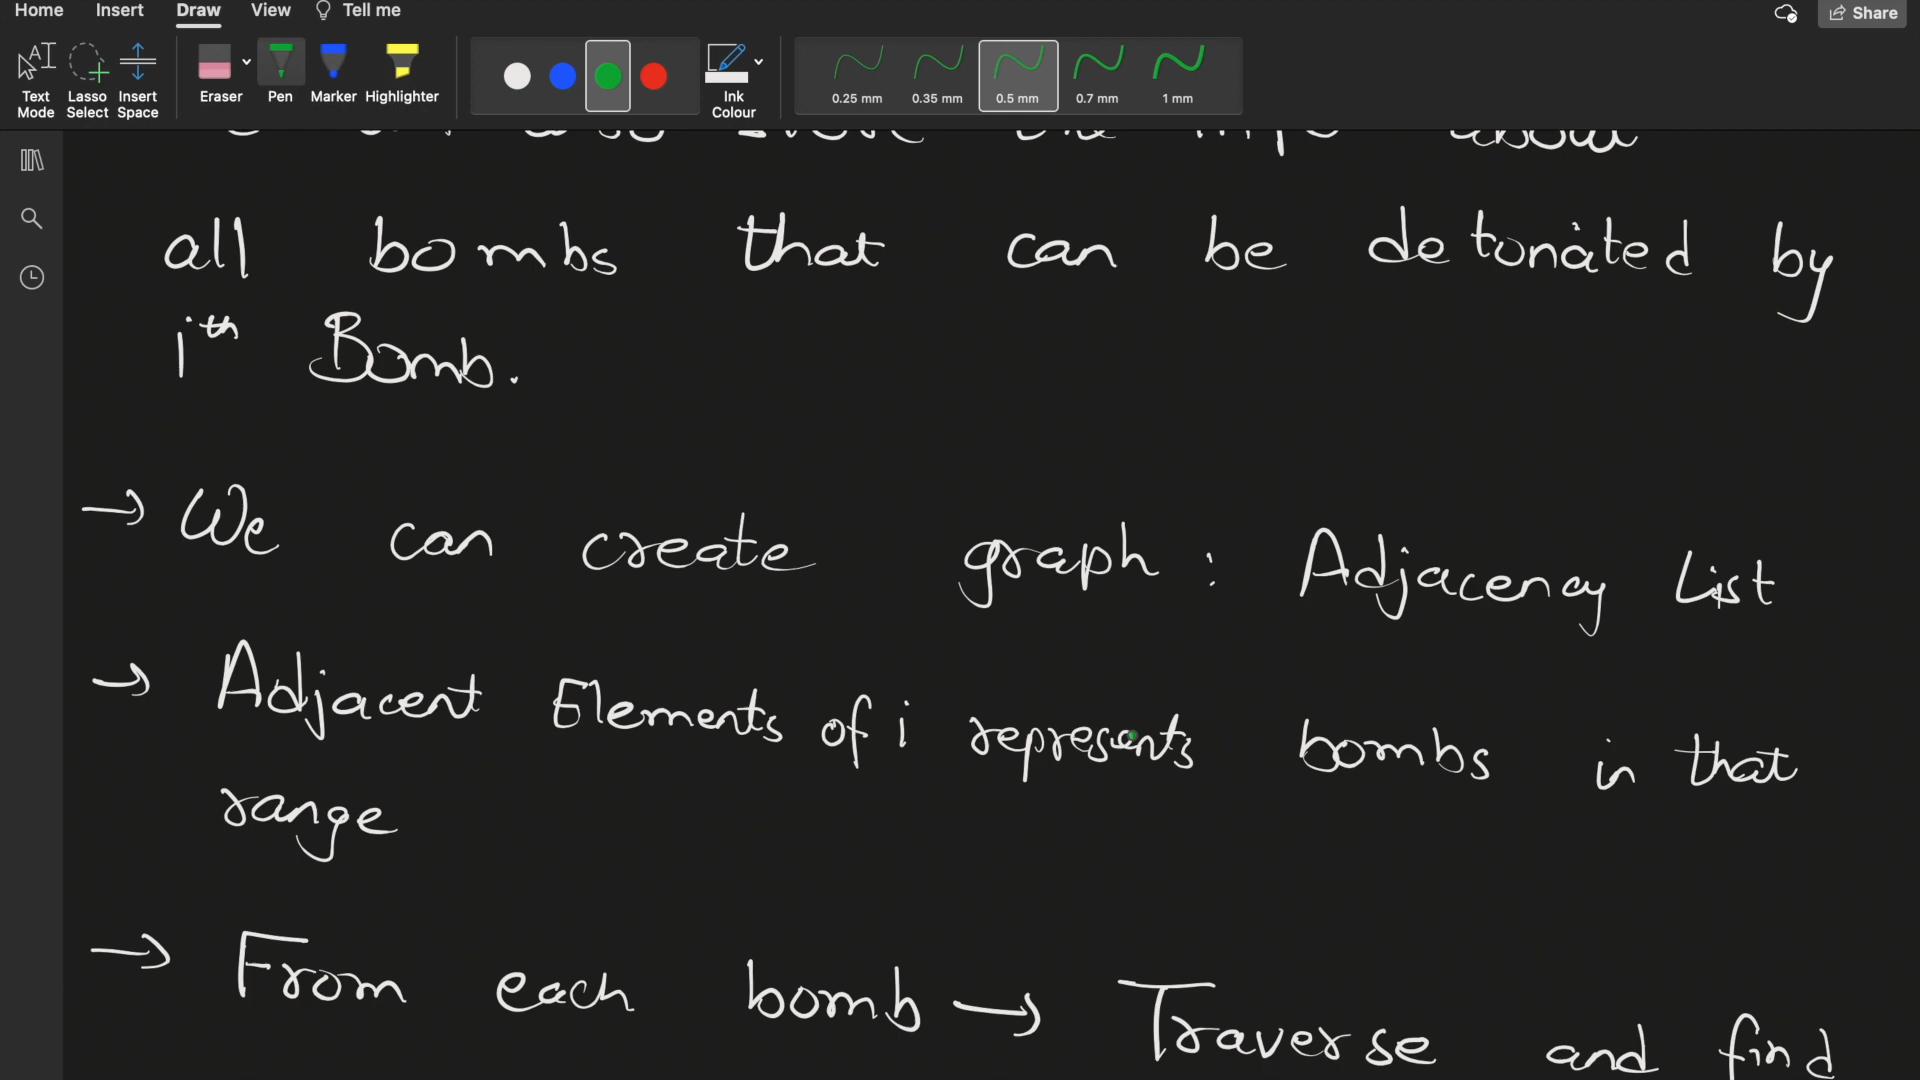 Home Insert Draw View Tell me
Share
Text Mode
Lasso Select
Insert Space
Eraser
Pen
Marker
Highlighter
Ink Colour
0.25 mm
0.35 mm
0.5 mm
0.7 mm
1 mm
the info about
all bombs that can be detonated by
ith Bomb.
→ We can create graph : Adjacency List
→ Adjacent Elements of i represents bombs in that
range
→ From each bomb → Traverse and find